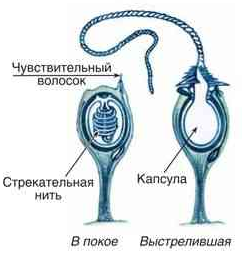 Чувствительный
волосок
Стрекательная
нить
Капсула
В покое
Выстрелившая